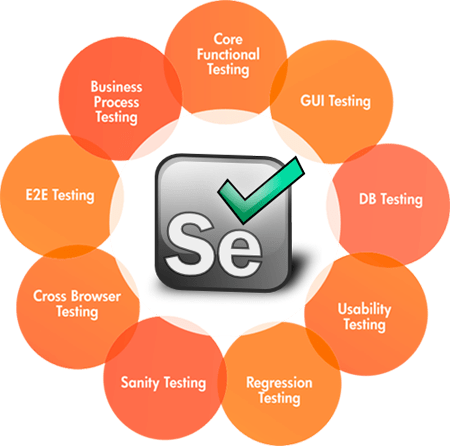 Core
Functional
Testing
GUI Testing
DB Testing
Usability
Testing
Regression
Testing
Sanity Testing
Cross Browser
Testing
E2E Testing
Business
Process
Testing
Se